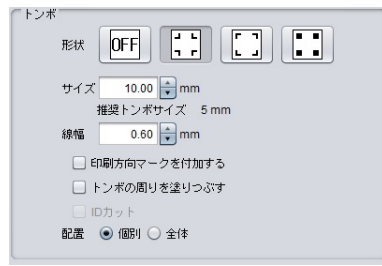 トンボ
形状 OFF
サイズ 10.00 mm
推奨トンボサイズ 5 mm
線幅 0.60 mm
印刷方向マークを付加する
トンボの周りを塗りつぶす
IDカット
配置 個別 全体